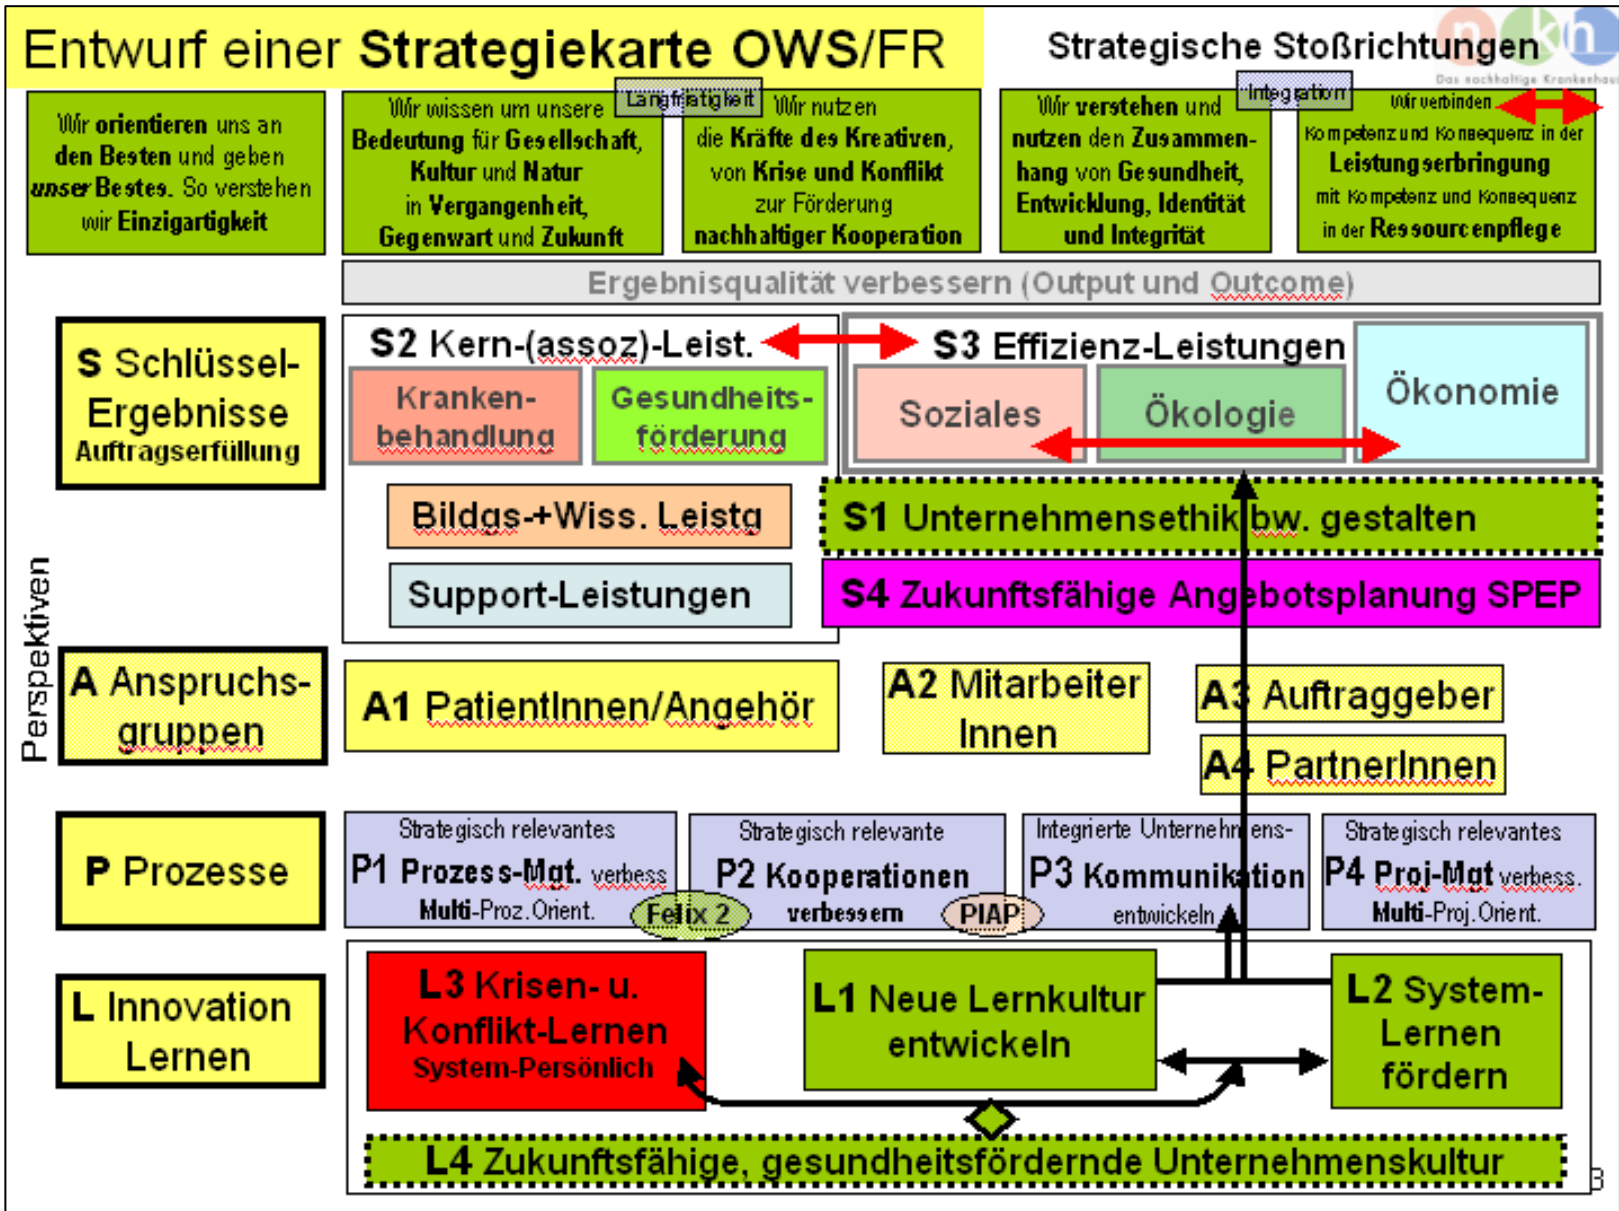 Entwurf einer Strategiekarte OWS/FR
Strategische Stoßrichtungen
nkh
Das nachhaltige Krankenhaus
Wir orientieren uns an
den Besten und geben
unser Bestes. So verstehen
wir Einzigartigkeit
Langfristigkeit
Wir wissen um unsere
Bedeutung für Gesellschaft,
Kultur und Natur
in Vergangenheit,
Gegenwart und Zukunft
Wir nutzen
die Kräfte des Kreativen,
von Krise und Konflikt
zur Förderung
nachhaltiger Kooperation
Integration
Wir verstehen und
nutzen den Zusammen-
hang von Gesundheit,
Entwicklung, Identität
und Integrität
Wir verbinden
Kompetenz und Konsequenz in der
Leistungserbringung
mit Kompetenz und Konsequenz
in der Ressourcenpflege
Ergebnisqualität verbessern (Output und Outcome)
Perspektiven
S Schlüssel-
Ergebnisse
Auftragserfüllung
S2 Kern-(assoz)-Leist.
Kranken-
behandlung
Gesundheits-
förderung
Bildgs-+Wiss. Leistg
Support-Leistungen
S3 Effizienz-Leistungen
Soziales
Ökologie
Ökonomie
S1 Unternehmensethik bw. gestalten
S4 Zukunftsfähige Angebotsplanung SPEP
A Anspruchs-
gruppen
A1 PatientInnen/Angehör
A2 Mitarbeiter
Innen
A3 Auftraggeber
A4 PartnerInnen
P Prozesse
Strategisch relevantes
P1 Prozess-Mgt. verbess
Multi-Proz.Orient.
Felix 2
Strategisch relevante
P2 Kooperationen
verbessern
PIAP
Integrierte Unternehmens-
P3 Kommunikation
entwickeln
Strategisch relevantes
P4 Proj-Mgt verbess.
Multi-Proj.Orient.
L Innovation
Lernen
L3 Krisen- u.
Konflikt-Lernen
System-Persönlich
L1 Neue Lernkultur
entwickeln
L2 System-
Lernen
fördern
L4 Zukunftsfähige, gesundheitsfördernde Unternehmenskultur
3